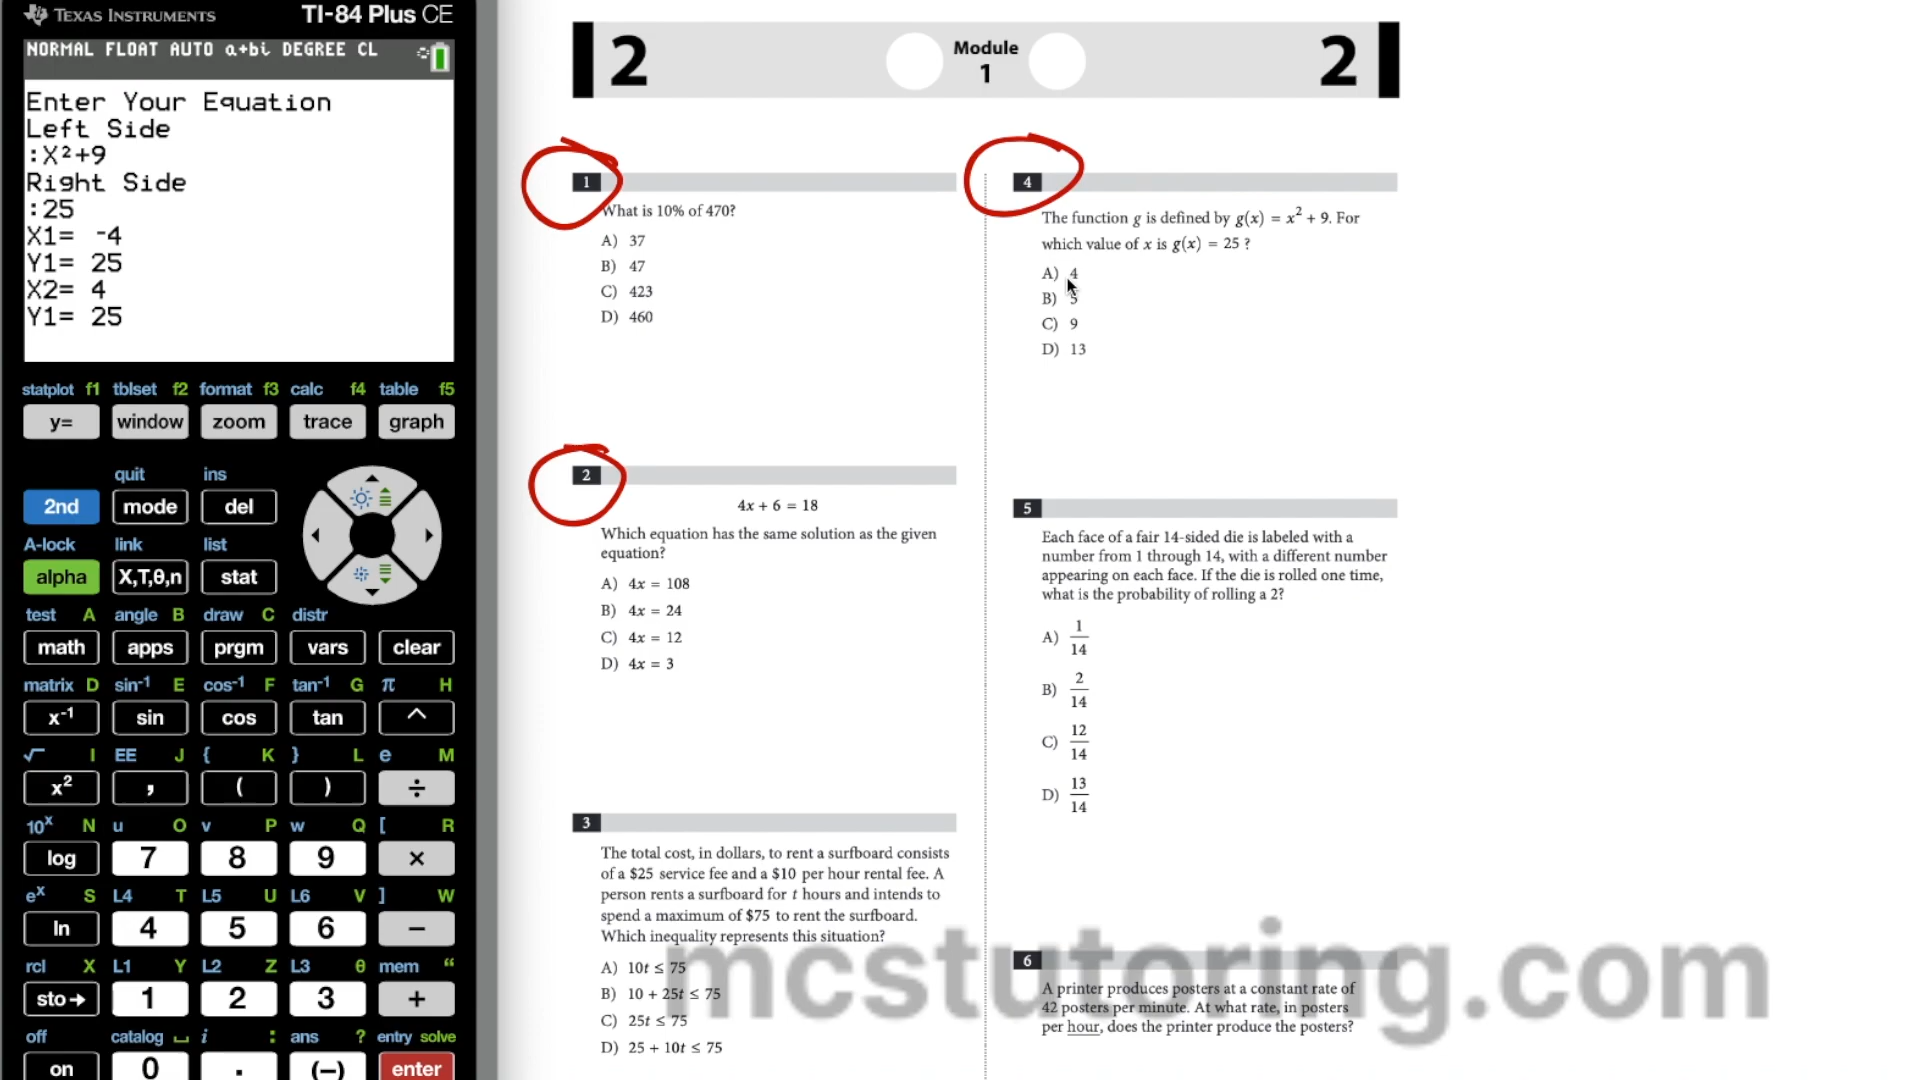 TEXAS INSTRUMENTS TI-84 Plus CE
NORMAL FLOAT AUTO a+bi DEGREE CL
Enter Your Equation
Left Side
:X²+9
Right Side
:25
X1= -4
Y1= 25
X2= 4
Y1= 25
statplot f1 tblset f2 format f3 calc f4 table f5
y= window zoom trace graph
quit ins
2nd mode del
A-lock link list
alpha X,T,θ,n stat
test A angle B draw C distr
math apps prgm vars clear
matrix D sin⁻¹ E cos⁻¹ F tan⁻¹ G π H
x⁻¹ sin cos tan ^
√ I EE J { K } L e M
x² , ( ) ÷
10ˣ N u O v P w Q [ R
log 7 8 9 ×
eˣ S L4 T L5 U L6 V ] W
ln 4 5 6 −
rcl X L1 Y L2 Z L3 θ mem “
sto→ 1 2 3 +
off catalog ⎵ i : ans ? entry solve
on 0 . (−) enter
2 Module 1 2
1
What is 10% of 470?
A) 37
B) 47
C) 423
D) 460
2
4x + 6 = 18
Which equation has the same solution as the given
equation?
A) 4x = 108
B) 4x = 24
C) 4x = 12
D) 4x = 3
3
The total cost, in dollars, to rent a surfboard consists
of a $25 service fee and a $10 per hour rental fee. A
person rents a surfboard for t hours and intends to
spend a maximum of $75 to rent the surfboard.
Which inequality represents this situation?
A) 10t ≤ 75
B) 10 + 25t ≤ 75
C) 25t ≤ 75
D) 25 + 10t ≤ 75
4
The function g is defined by g(x) = x² + 9. For
which value of x is g(x) = 25 ?
A) 4
B) 5
C) 9
D) 13
5
Each face of a fair 14-sided die is labeled with a
number from 1 through 14, with a different number
appearing on each face. If the die is rolled one time,
what is the probability of rolling a 2?
A) 1/14
B) 2/14
C) 12/14
D) 13/14
6
A printer produces posters at a constant rate of
42 posters per minute. At what rate, in posters
per hour, does the printer produce the posters?
mcstutoring.com